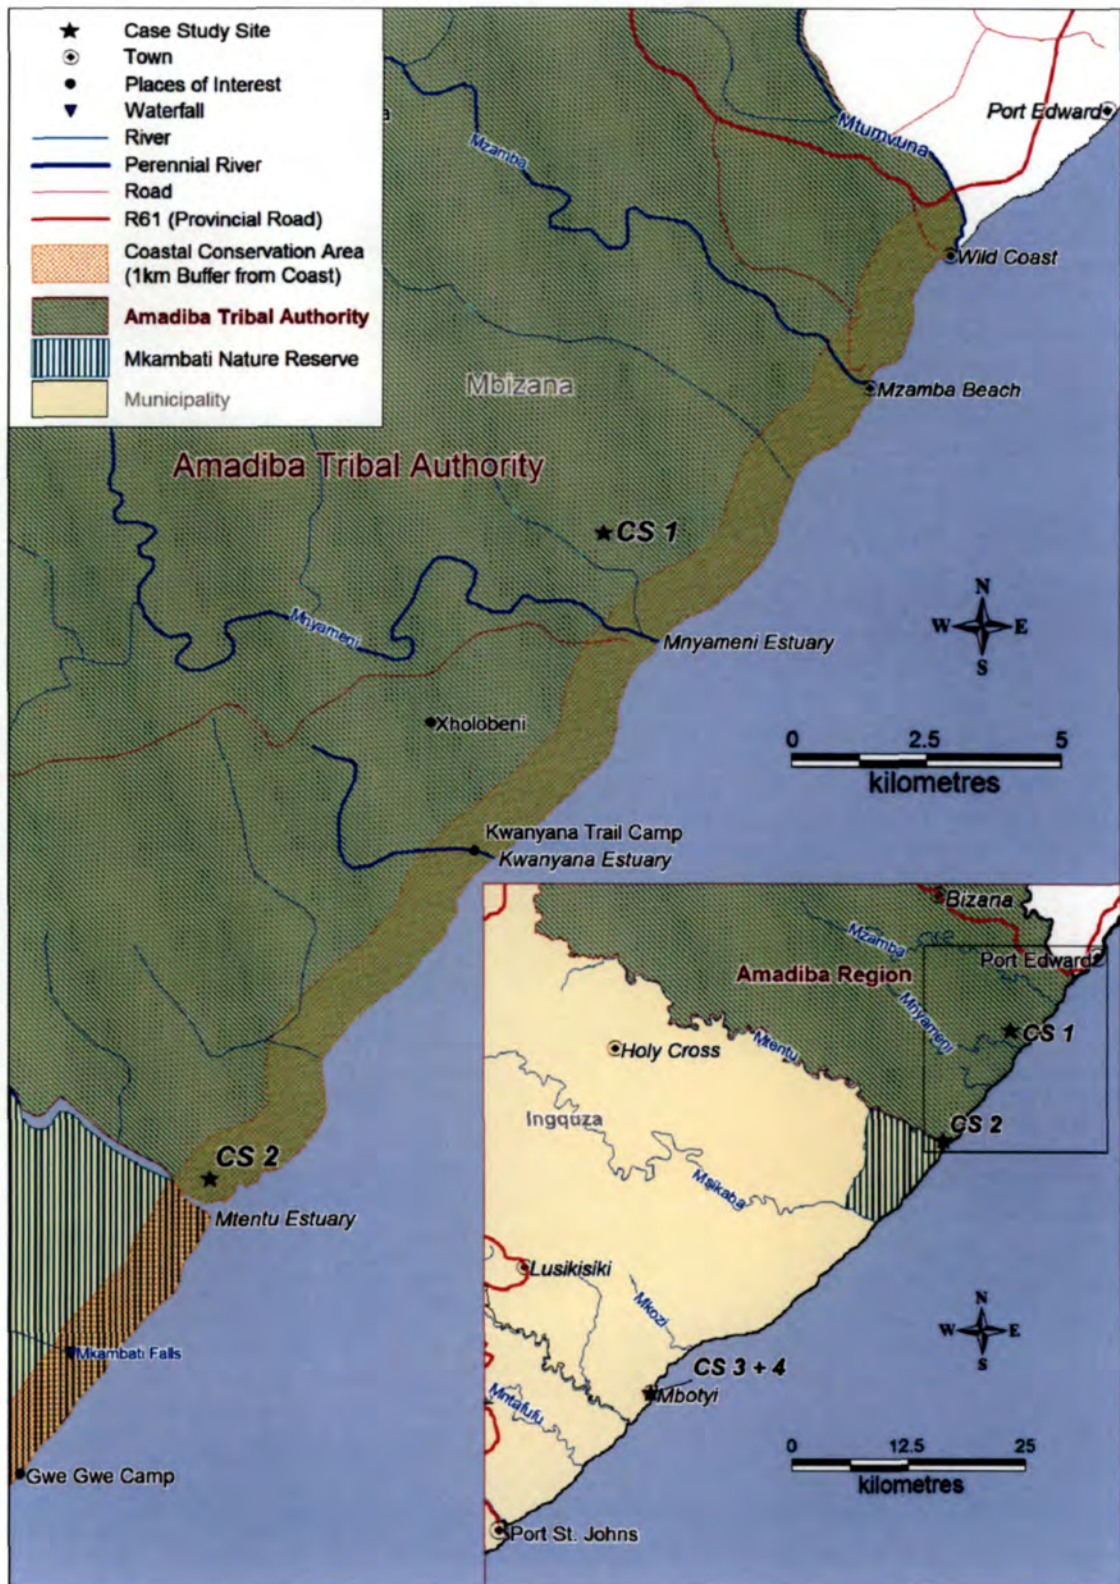 Case Study Site
Town
Places of Interest
Waterfall
River
Perennial River
Road
R61 (Provincial Road)
Coastal Conservation Area
(1km Buffer from Coast)
Amadiba Tribal Authority
Mkambati Nature Reserve
Municipality
Port Edward
Mtumvuna
Mzamba
Wild Coast
Mbizana
Mzamba Beach
Amadiba Tribal Authority
CS 1
Mnyameni
Mnyameni Estuary
N
W E
S
Xholobeni
0 2.5 5
kilometres
Kwanyana Trail Camp
Kwanyana Estuary
CS 2
Mtentu Estuary
Mkambati Falls
Gwe Gwe Camp
Bizana
Mzamba
Port Edward
Amadiba Region
Mnyameni
CS 1
Mtentu
Holy Cross
Ingquza
CS 2
Msikaba
Lusikisiki
Mkozi
N
W E
S
CS 3 + 4
Mbotyi
Mntafufu
0 12.5 25
kilometres
Port St. Johns